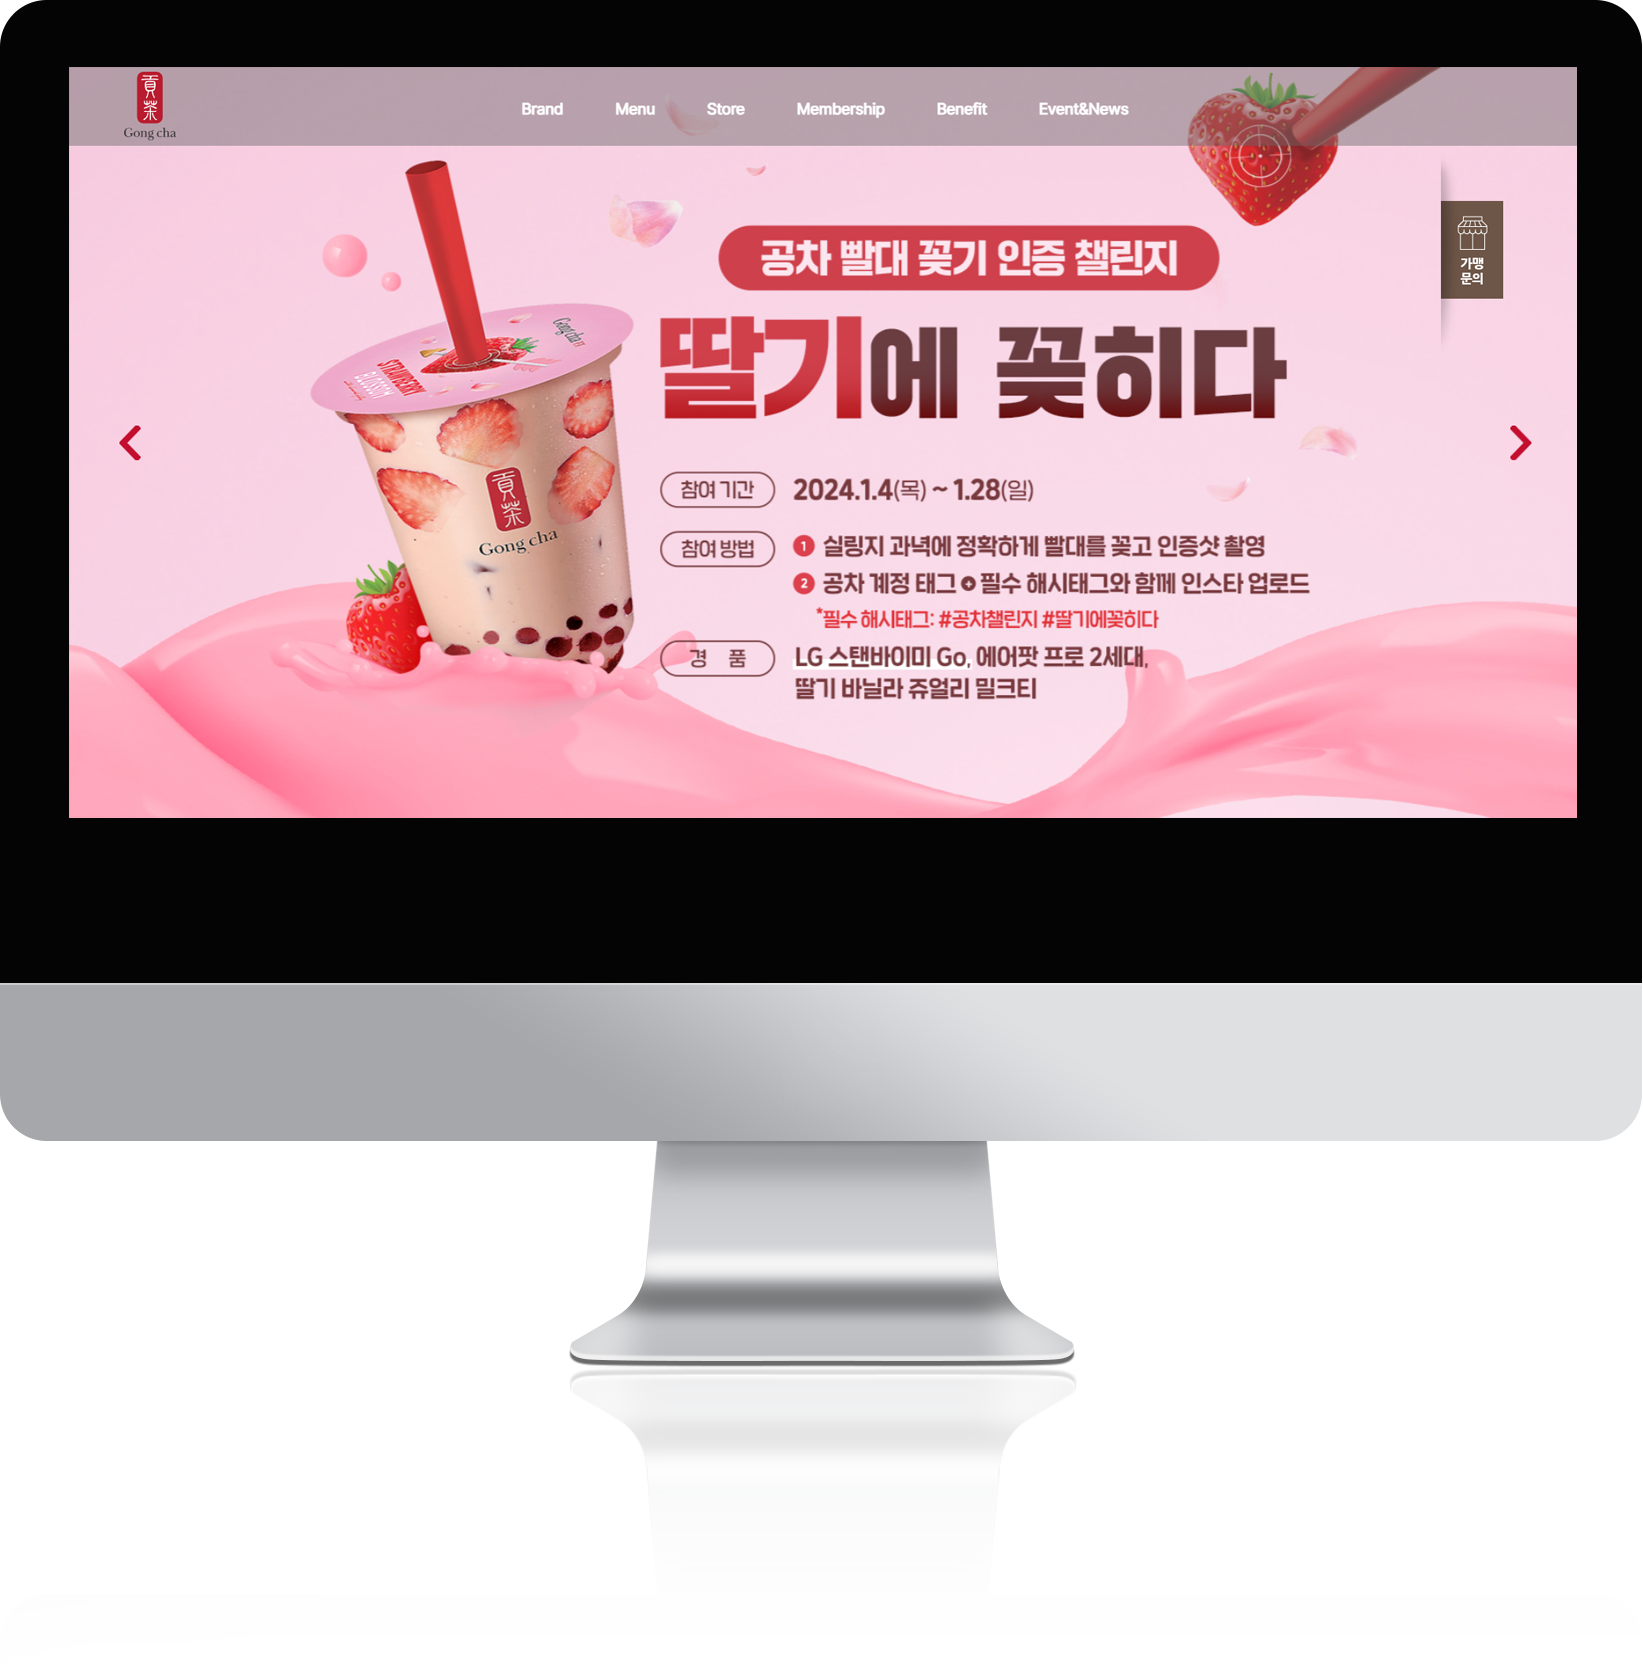 貢茶
Gong cha
Brand Menu Store Membership Benefit Event&News
공차 빨대 꽂기 인증 챌린지
딸기에 꽂히다
가맹
문의
Gong cha
STRAWBERRY
BLOSSOM
貢茶
Gong cha
참여 기간 2024.1.4(목) ~ 1.28(일)
참여 방법 1 실링지 과녁에 정확하게 빨대를 꽂고 인증샷 촬영
2 공차 계정 태그 + 필수 해시태그와 함께 인스타 업로드
*필수 해시태그: #공차챌린지 #딸기에꽂히다
경 품 LG 스탠바이미 Go, 에어팟 프로 2세대,
딸기 바닐라 쥬얼리 밀크티